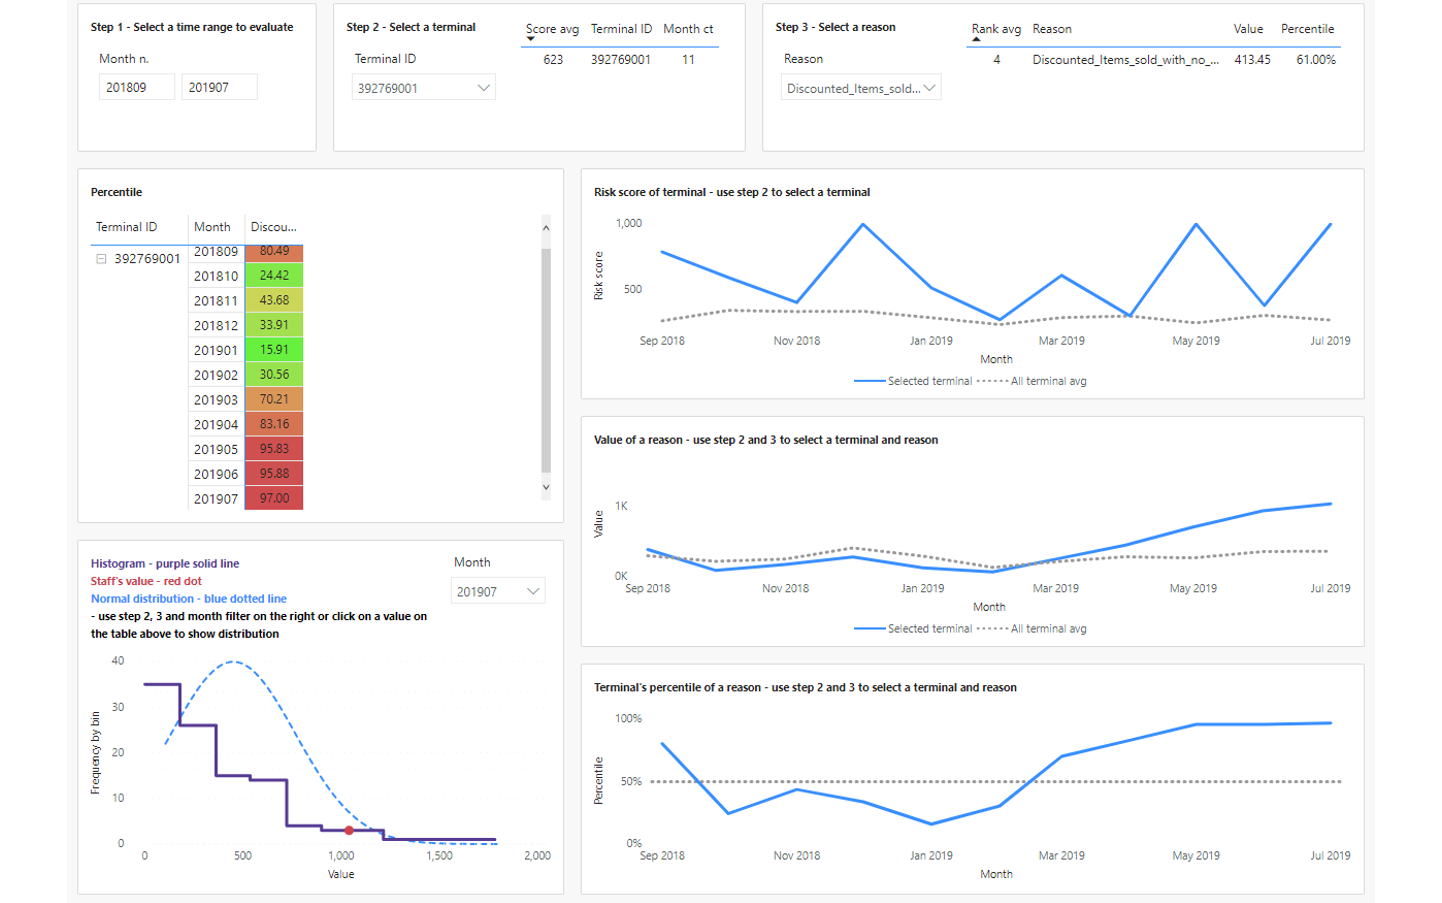 Step 1 - Select a time range to evaluate
Month n.
201809 201907
Step 2 - Select a terminal
Terminal ID
392769001
Score avg Terminal ID Month ct
623 392769001 11
Step 3 - Select a reason
Reason
Discounted_Items_sold...
Rank avg Reason Value Percentile
4 Discounted_Items_sold_with_no_... 413.45 61.00%
Percentile
Terminal ID Month Discou...
392769001
201809 80.49
201810 24.42
201811 43.68
201812 33.91
201901 15.91
201902 30.56
201903 70.21
201904 83.16
201905 95.83
201906 95.88
201907 97.00
Risk score of terminal - use step 2 to select a terminal
Risk score
1,000
500
Sep 2018 Nov 2018 Jan 2019 Mar 2019 May 2019 Jul 2019
Month
Selected terminal All terminal avg
Value of a reason - use step 2 and 3 to select a terminal and reason
Value
1K
0K
Sep 2018 Nov 2018 Jan 2019 Mar 2019 May 2019 Jul 2019
Month
Selected terminal All terminal avg
Histogram - purple solid line
Staff's value - red dot
Normal distribution - blue dotted line
- use step 2, 3 and month filter on the right or click on a value on
the table above to show distribution
Month
201907
Frequency by bin
40
30
20
10
0
0 500 1,000 1,500 2,000
Value
Terminal's percentile of a reason - use step 2 and 3 to select a terminal and reason
Percentile
100%
50%
0%
Sep 2018 Nov 2018 Jan 2019 Mar 2019 May 2019 Jul 2019
Month